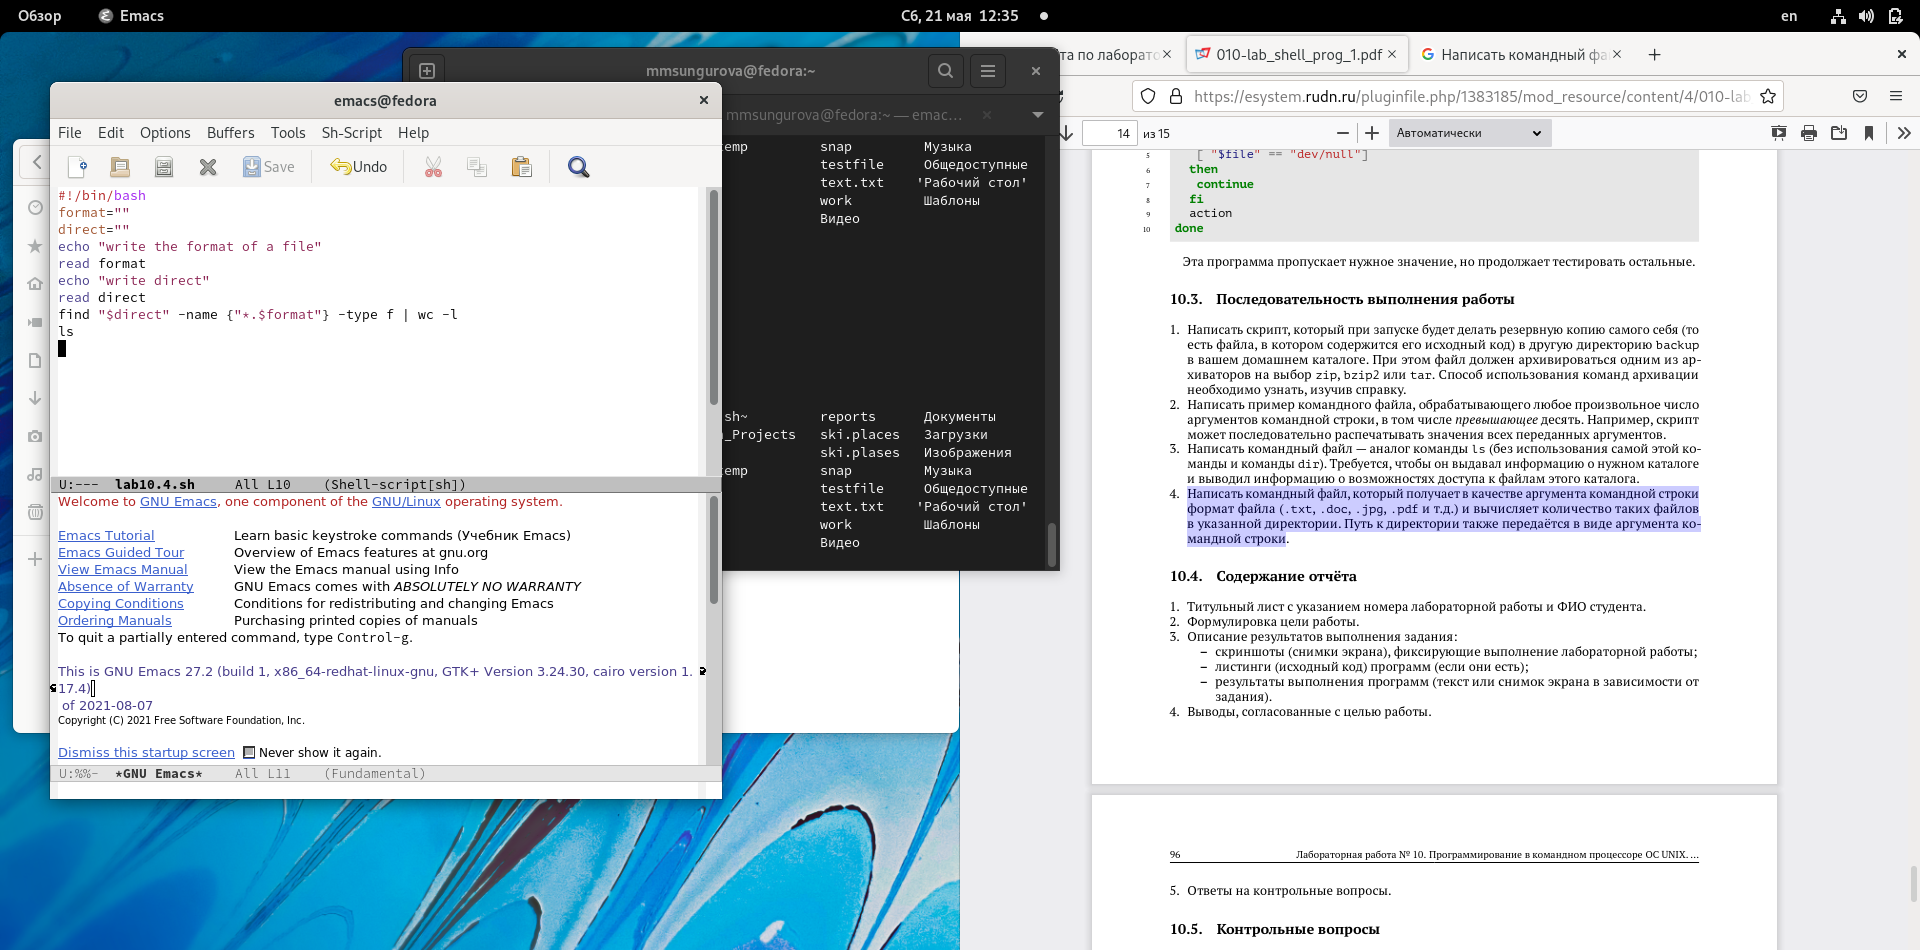 Обзор
Emacs
Сб, 21 мая 12:35
en
mmsungurova@fedora:~
mmsungurova@fedora:~ — emac...
emp snap Музыка
testfile Общедоступные
text.txt 'Рабочий стол'
work Шаблоны
Видео
sh~ reports Документы
_Projects ski.places Загрузки
ski.plases Изображения
emp snap Музыка
testfile Общедоступные
text.txt 'Рабочий стол'
work Шаблоны
Видео
emacs@fedora
File Edit Options Buffers Tools Sh-Script Help
Save Undo
#!/bin/bash
format=""
direct=""
echo "write the format of a file"
read format
echo "write direct"
read direct
find "$direct" -name {"*.$format"} -type f | wc -l
ls
U:--- lab10.4.sh All L10 (Shell-script[sh])
Welcome to GNU Emacs, one component of the GNU/Linux operating system.
Emacs Tutorial Learn basic keystroke commands (Учебник Emacs)
Emacs Guided Tour Overview of Emacs features at gnu.org
View Emacs Manual View the Emacs manual using Info
Absence of Warranty GNU Emacs comes with ABSOLUTELY NO WARRANTY
Copying Conditions Conditions for redistributing and changing Emacs
Ordering Manuals Purchasing printed copies of manuals
To quit a partially entered command, type Control-g.
This is GNU Emacs 27.2 (build 1, x86_64-redhat-linux-gnu, GTK+ Version 3.24.30, cairo version 1.
17.4)
of 2021-08-07
Copyright (C) 2021 Free Software Foundation, Inc.
Dismiss this startup screen Never show it again.
U:%%- *GNU Emacs* All L11 (Fundamental)
та по лаборато
010-lab_shell_prog_1.pdf
Написать командный фа
https://esystem.rudn.ru/pluginfile.php/1383185/mod_resource/content/4/010-lab
14 из 15
Автоматически
5 [ "$file" == "dev/null"]
6 then
7 continue
8 fi
9 action
10 done
Эта программа пропускает нужное значение, но продолжает тестировать остальные.
10.3. Последовательность выполнения работы
1. Написать скрипт, который при запуске будет делать резервную копию самого себя (то
есть файла, в котором содержится его исходный код) в другую директорию backup
в вашем домашнем каталоге. При этом файл должен архивироваться одним из ар-
хиваторов на выбор zip, bzip2 или tar. Способ использования команд архивации
необходимо узнать, изучив справку.
2. Написать пример командного файла, обрабатывающего любое произвольное число
аргументов командной строки, в том числе превышающее десять. Например, скрипт
может последовательно распечатывать значения всех переданных аргументов.
3. Написать командный файл — аналог команды ls (без использования самой этой ко-
манды и команды dir). Требуется, чтобы он выдавал информацию о нужном каталоге
и выводил информацию о возможностях доступа к файлам этого каталога.
4. Написать командный файл, который получает в качестве аргумента командной строки
формат файла (.txt, .doc, .jpg, .pdf и т.д.) и вычисляет количество таких файлов
в указанной директории. Путь к директории также передаётся в виде аргумента ко-
мандной строки.
10.4. Содержание отчёта
1. Титульный лист с указанием номера лабораторной работы и ФИО студента.
2. Формулировка цели работы.
3. Описание результатов выполнения задания:
– скриншоты (снимки экрана), фиксирующие выполнение лабораторной работы;
– листинги (исходный код) программ (если они есть);
– результаты выполнения программ (текст или снимок экрана в зависимости от
задания).
4. Выводы, согласованные с целью работы.
96 Лабораторная работа № 10. Программирование в командном процессоре ОС UNIX. ...
5. Ответы на контрольные вопросы.
10.5. Контрольные вопросы